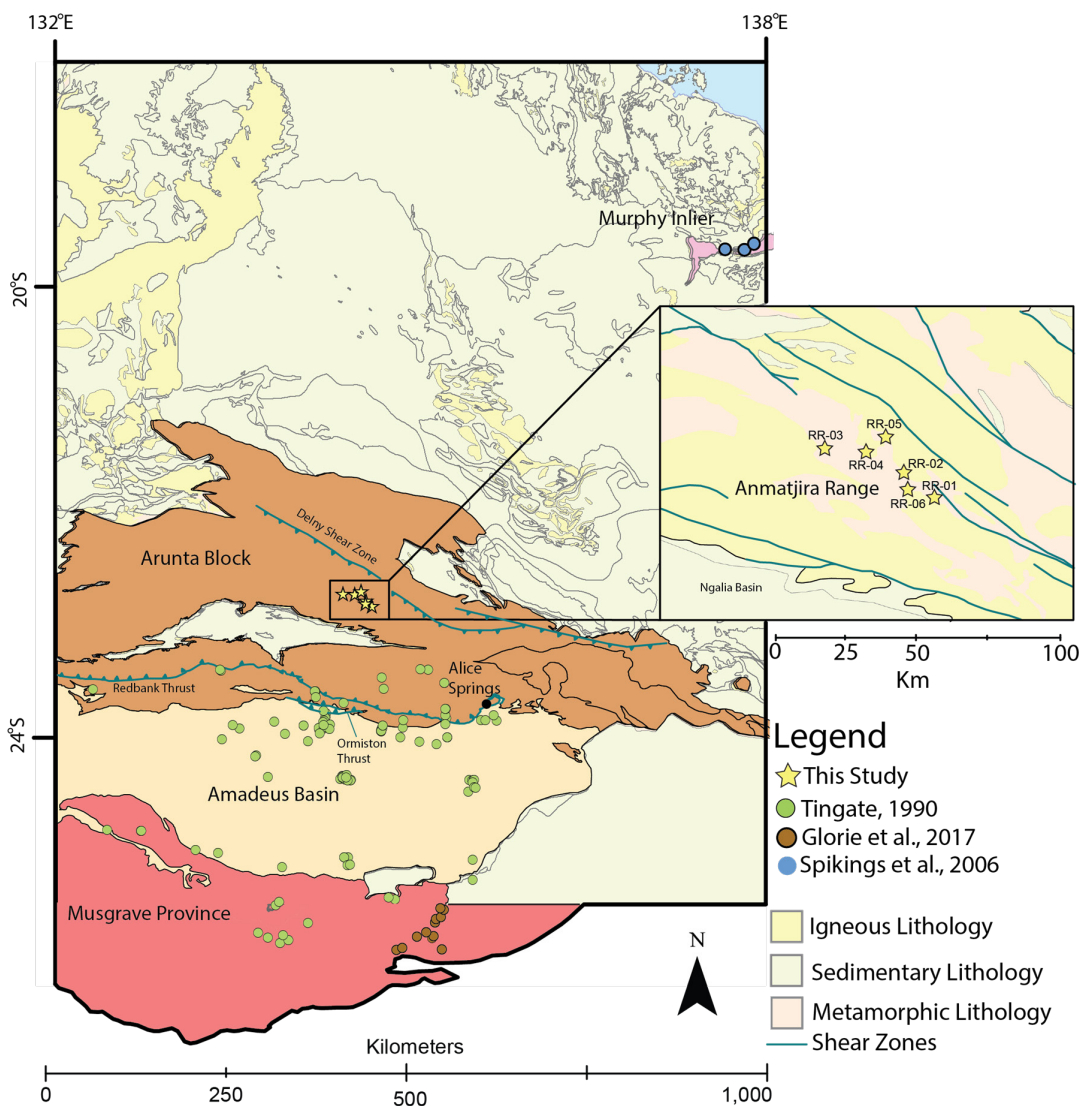 132°E
138°E
Murphy Inlier
20°S
RR-05
RR-03
RR-04
RR-02
Anmatjira Range
RR-01
RR-06
Ngalia Basin
Delny Shear Zone
Arunta Block
0
25
50
100
Km
Alice
Springs
Redbank Thrust
24°S
Ormiston
Thrust
Amadeus Basin
Musgrave Province
Legend
This Study
Tingate, 1990
Glorie et al., 2017
Spikings et al., 2006
Igneous Lithology
Sedimentary Lithology
Metamorphic Lithology
Shear Zones
N
Kilometers
0
250
500
1,000